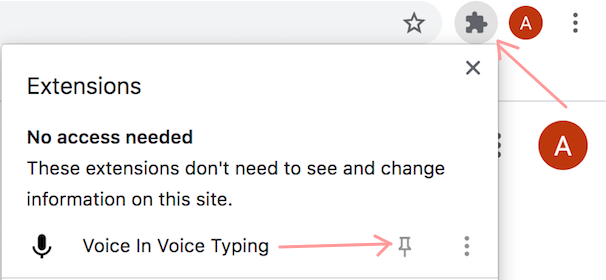 A
Extensions
A
No access needed
These extensions don't need to see and change
information on this site.
Voice In Voice Typing